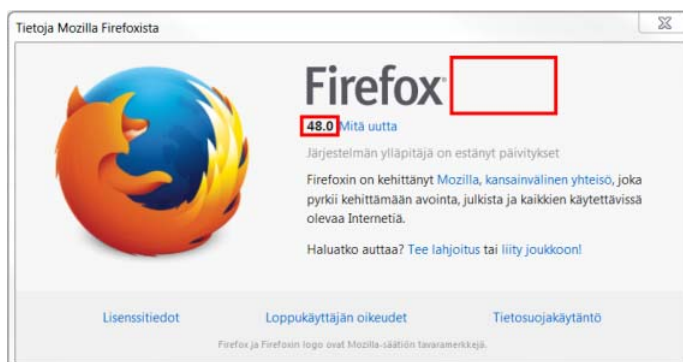 Tietoja Mozilla Firefoxista
Firefox
48.0 Mitä uutta
Järjestelmän ylläpitäjä on estänyt päivitykset
Firefoxin on kehittänyt Mozilla, kansainvälinen yhteisö, joka
pyrkii kehittämään avointa, julkista ja kaikkien käytettävissä
olevaa Internetiä.
Haluatko auttaa? Tee lahjoitus tai liity joukkoon!
Lisenssitiedot Loppukäyttäjän oikeudet Tietosuojakäytäntö
Firefox ja Firefoxin logo ovat Mozilla-säätiön tavaramerkkejä.